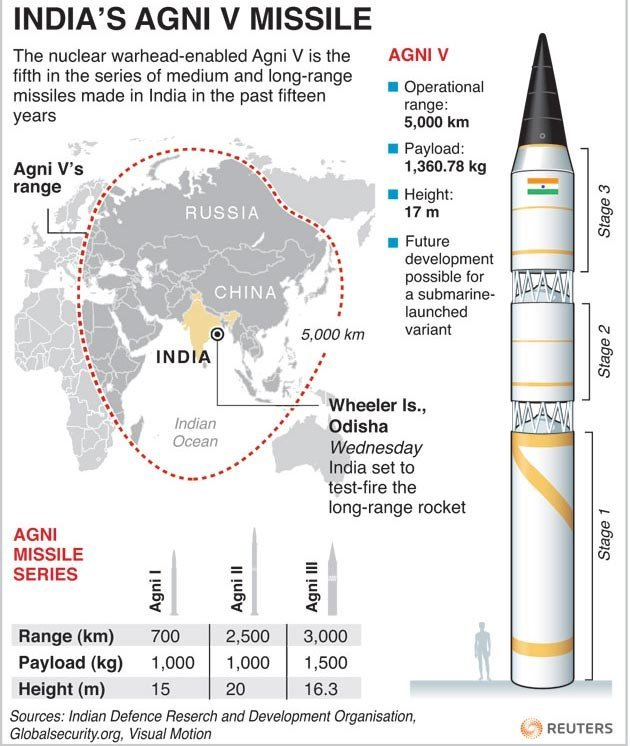 INDIA'S AGNI V MISSILE
The nuclear warhead-enabled Agni V is the
fifth in the series of medium and long-range
missiles made in India in the past fifteen
years
AGNI V
Operational
range:
5,000 km
Payload:
1,360.78 kg
Height:
17 m
Future
development
possible for
a submarine-
launched
variant
Stage 3
Stage 2
Stage 1
Agni V's
range
RUSSIA
CHINA
INDIA
5,000 km
Indian
Ocean
Wheeler Is.,
Odisha
Wednesday
India set to
test-fire the
long-range rocket
AGNI
MISSILE
SERIES
Agni I
Agni II
Agni III
Range (km) 700 2,500 3,000
Payload (kg) 1,000 1,000 1,500
Height (m) 15 20 16.3
Sources: Indian Defence Reserch and Development Organisation,
Globalsecurity.org, Visual Motion
REUTERS